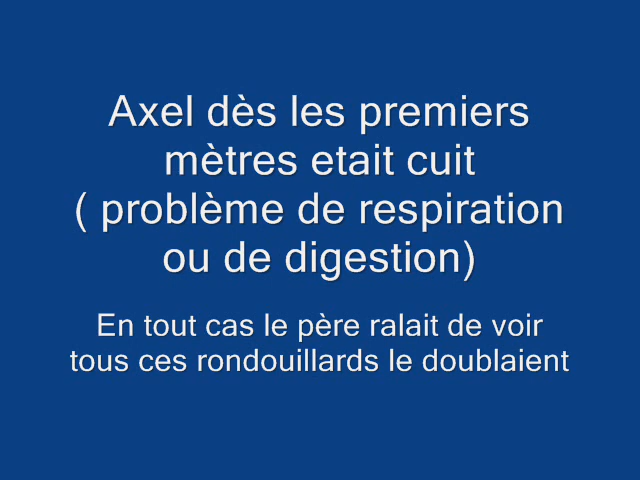 Axel dès les premiers
mètres etait cuit
( problème de respiration
ou de digestion)
En tout cas le père ralait de voir
tous ces rondouillards le doublaient